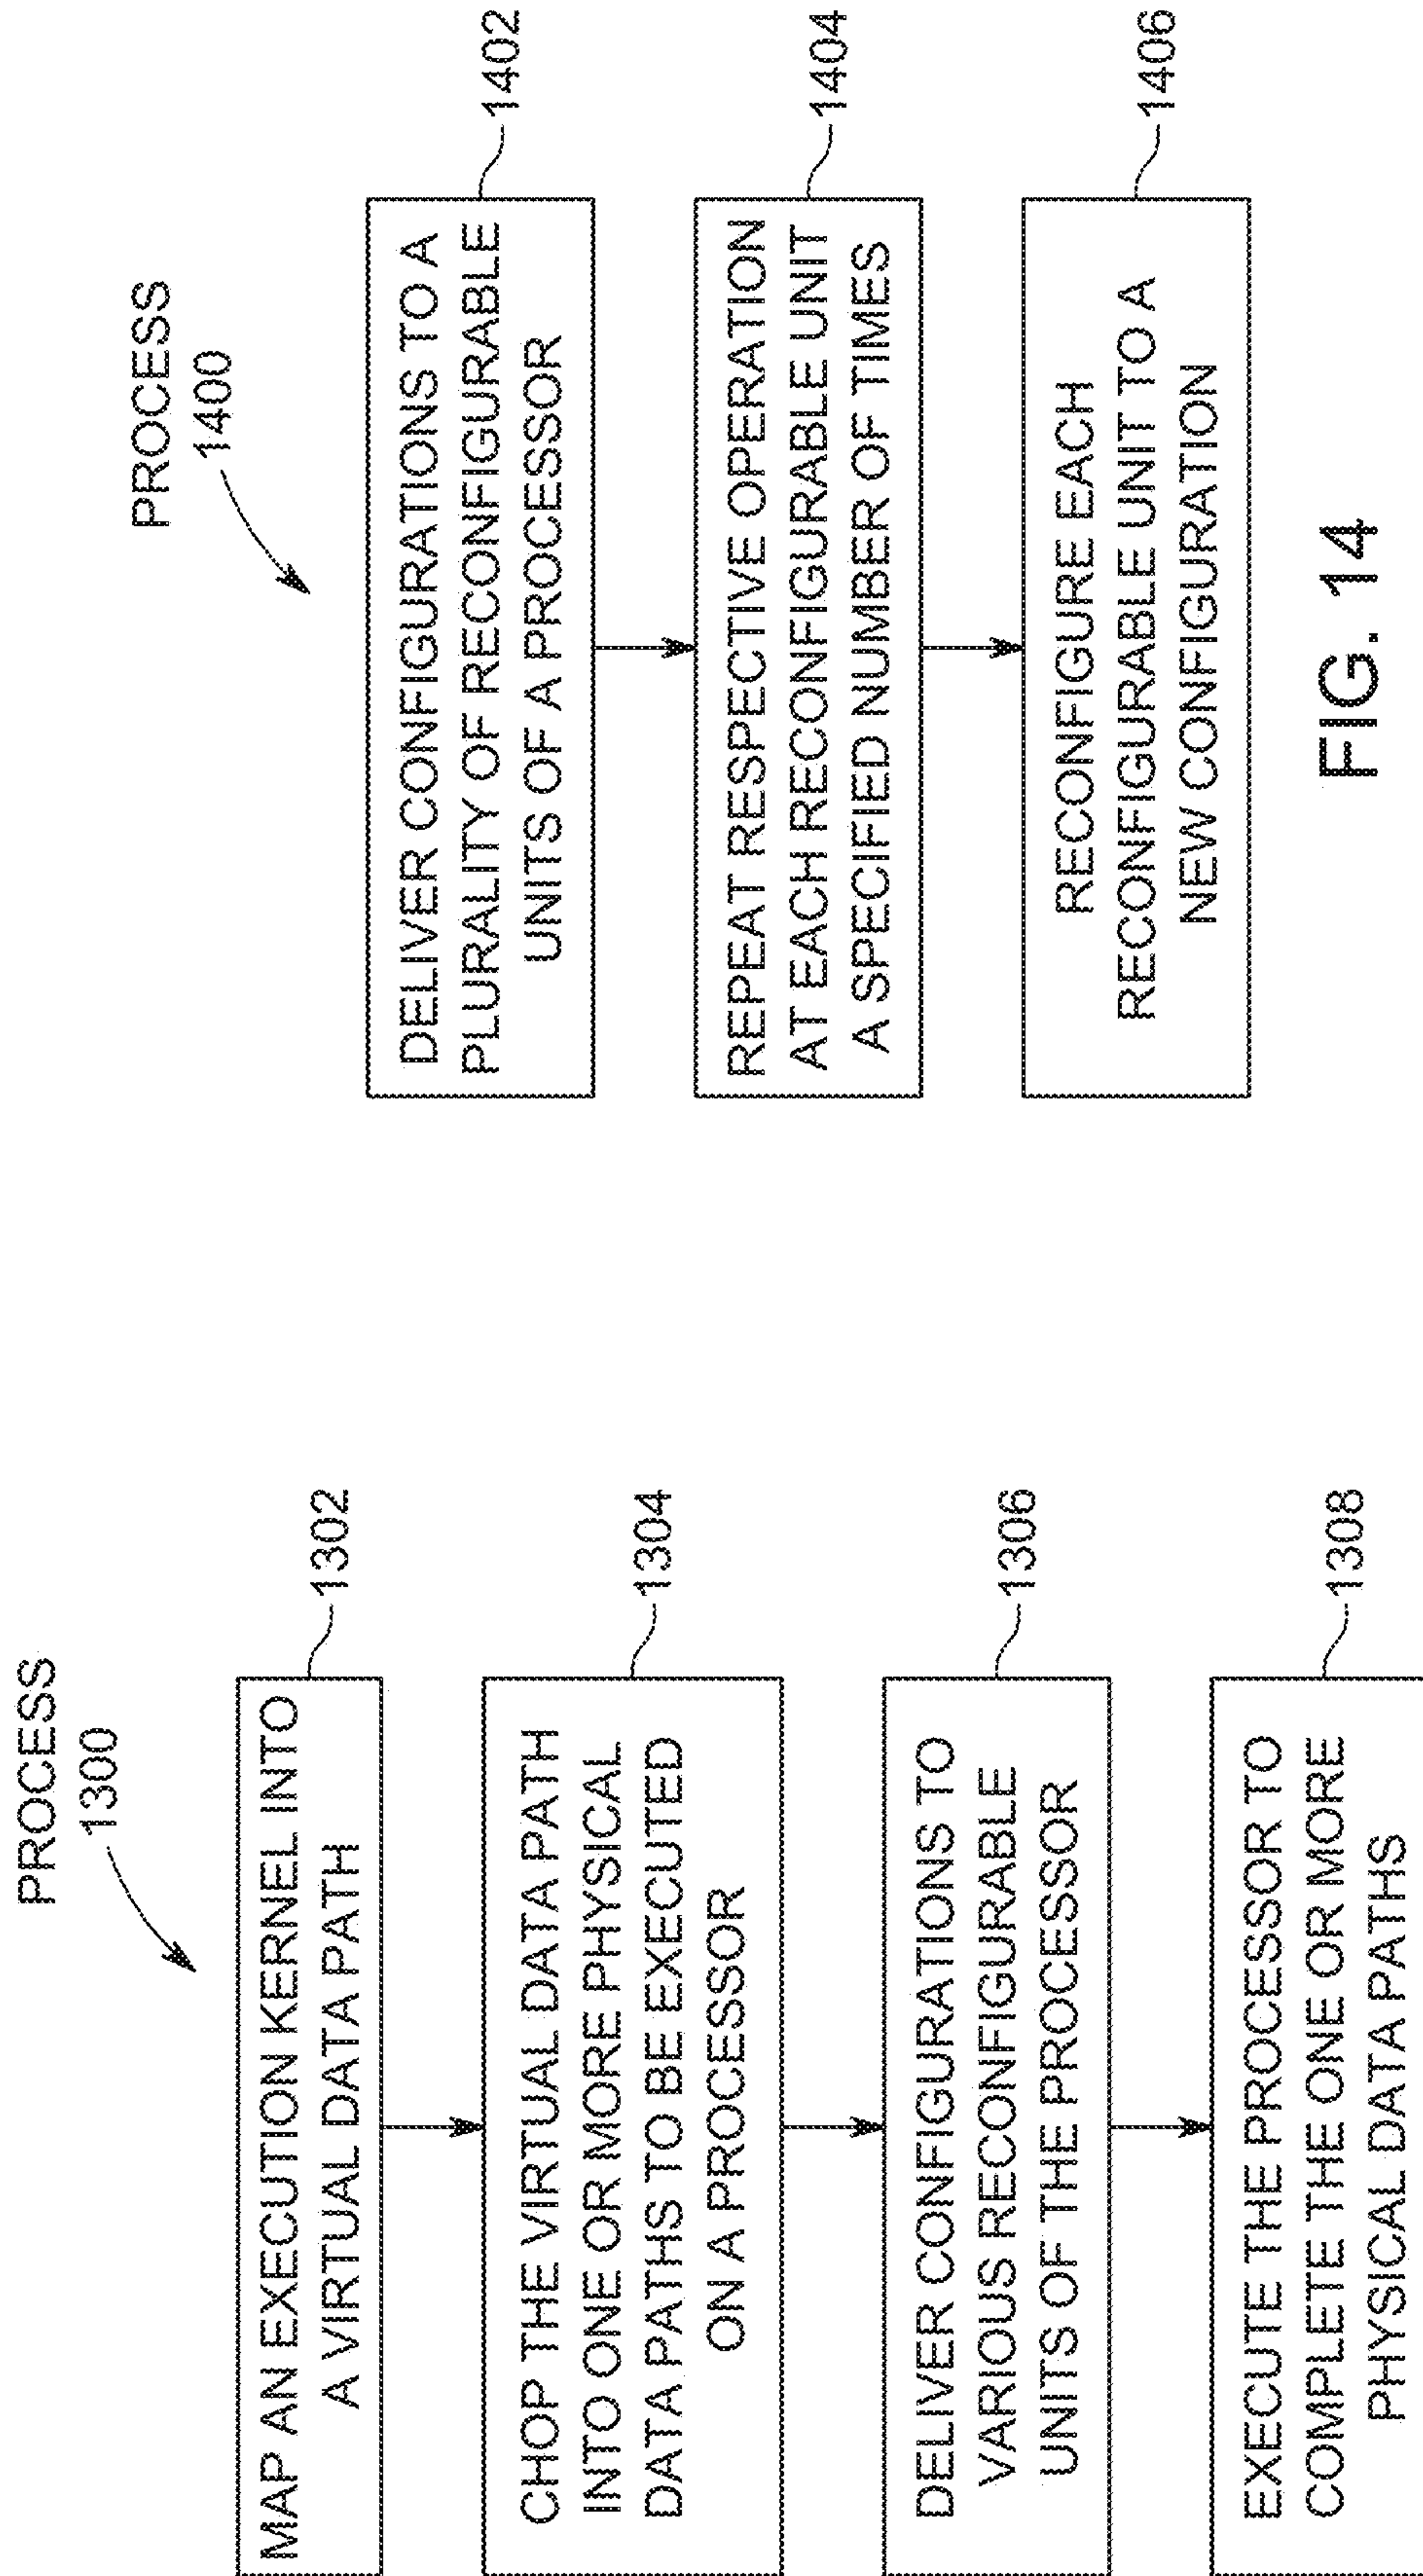 PROCESS
1300
MAP AN EXECUTION KERNEL INTO
A VIRTUAL DATA PATH
1302
CHOP THE VIRTUAL DATA PATH
INTO ONE OR MORE PHYSICAL
DATA PATHS TO BE EXECUTED
ON A PROCESSOR
1304
DELIVER CONFIGURATIONS TO
VARIOUS RECONFIGURABLE
UNITS OF THE PROCESSOR
1306
EXECUTE THE PROCESSOR TO
COMPLETE THE ONE OR MORE
PHYSICAL DATA PATHS
1308
PROCESS
1400
DELIVER CONFIGURATIONS TO A
PLURALITY OF RECONFIGURABLE
UNITS OF A PROCESSOR
1402
REPEAT RESPECTIVE OPERATION
AT EACH RECONFIGURABLE UNIT
A SPECIFIED NUMBER OF TIMES
1404
RECONFIGURE EACH
RECONFIGURABLE UNIT TO A
NEW CONFIGURATION
1406
FIG. 14